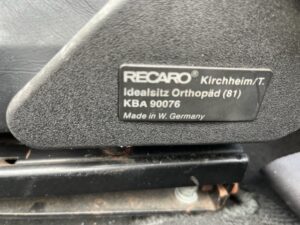 RECARO® Kirchheim/T.
Idealsitz Orthopäd (81)
KBA 90076
Made in W. Germany